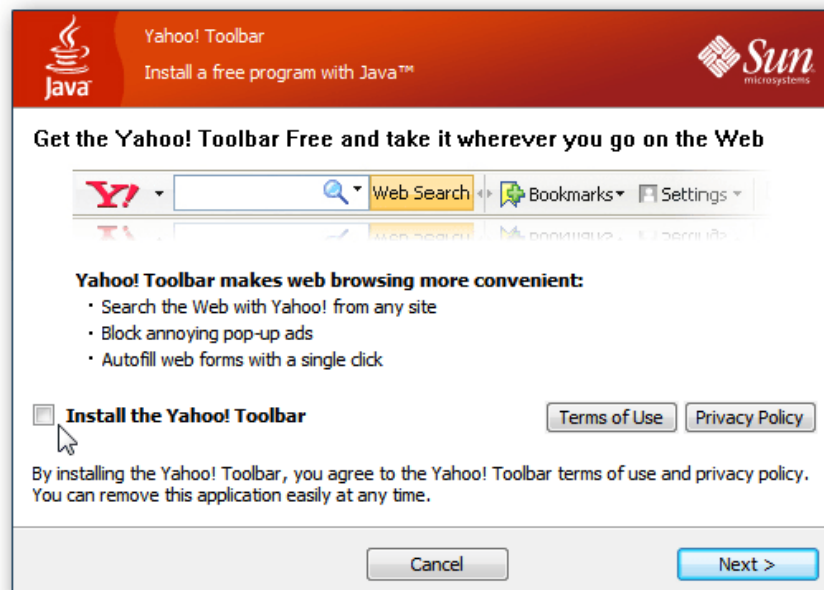 Yahoo! Toolbar
Install a free program with Java™
Java
Sun
microsystems
Get the Yahoo! Toolbar Free and take it wherever you go on the Web
Y! Web Search Bookmarks Settings
Yahoo! Toolbar makes web browsing more convenient:
· Search the Web with Yahoo! from any site
· Block annoying pop-up ads
· Autofill web forms with a single click
Install the Yahoo! Toolbar Terms of Use Privacy Policy
By installing the Yahoo! Toolbar, you agree to the Yahoo! Toolbar terms of use and privacy policy.
You can remove this application easily at any time.
Cancel Next >